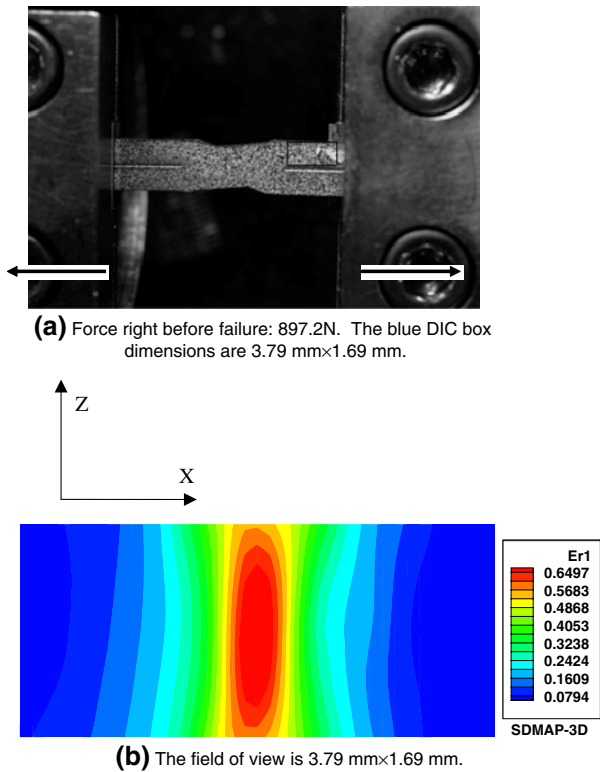 (a) Force right before failure: 897.2N. The blue DIC box
dimensions are 3.79 mm×1.69 mm.
Z
X
Er1
0.6497
0.5683
0.4868
0.4053
0.3238
0.2424
0.1609
0.0794
SDMAP-3D
(b) The field of view is 3.79 mm×1.69 mm.